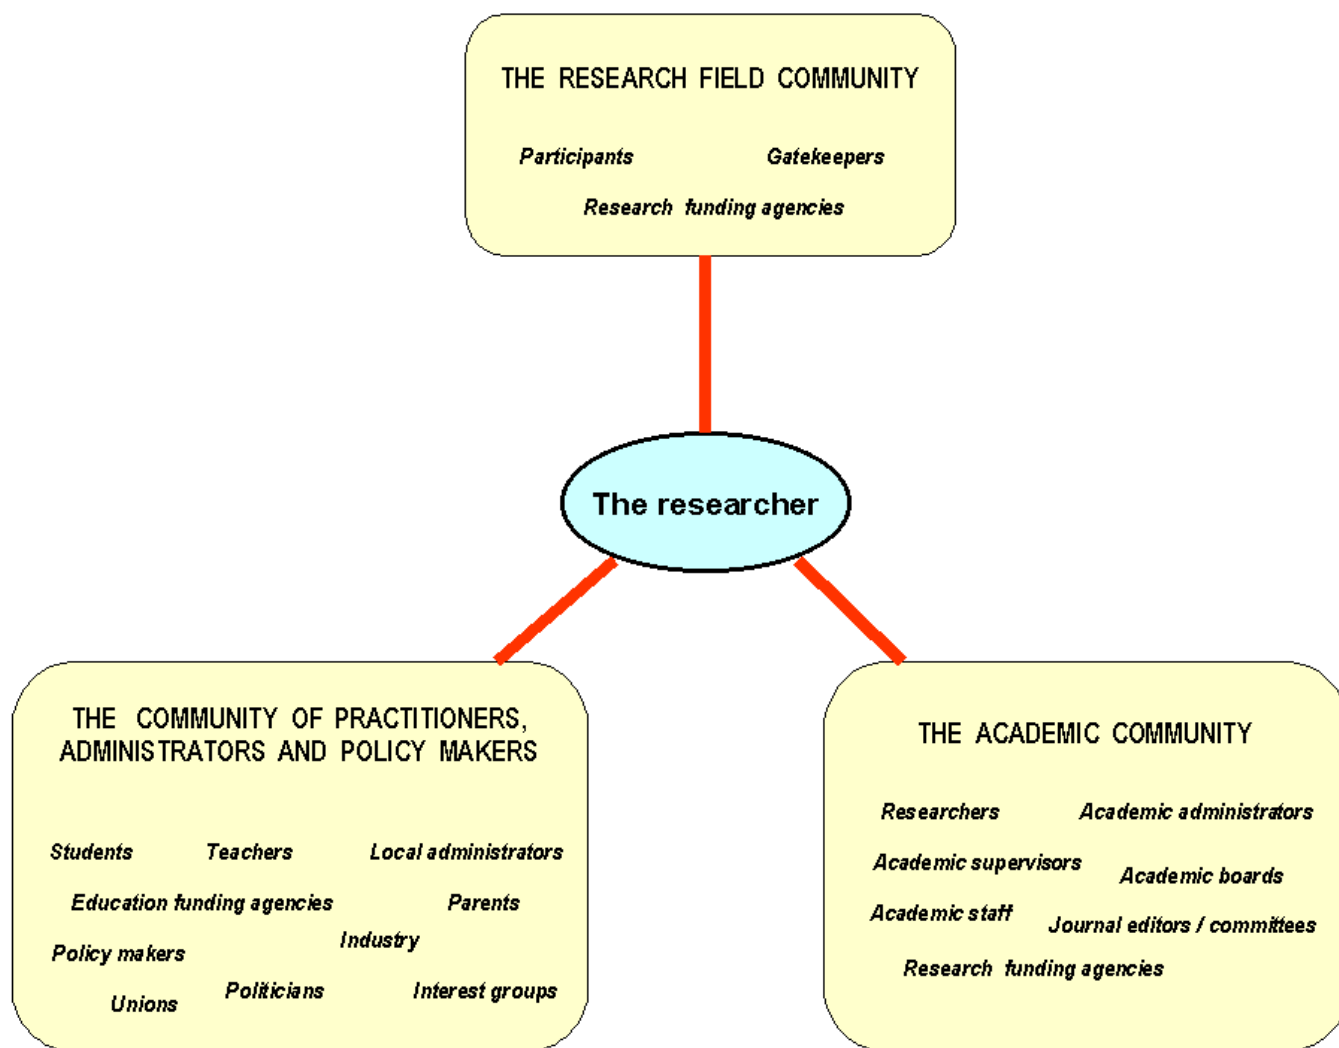 THE RESEARCH FIELD COMMUNITY
Participants Gatekeepers
Research funding agencies
The researcher
THE COMMUNITY OF PRACTITIONERS,
ADMINISTRATORS AND POLICY MAKERS
Students Teachers Local administrators
Education funding agencies Parents
Industry
Policy makers
Politicians Interest groups
Unions
THE ACADEMIC COMMUNITY
Researchers Academic administrators
Academic supervisors
Academic boards
Academic staff
Journal editors / committees
Research funding agencies